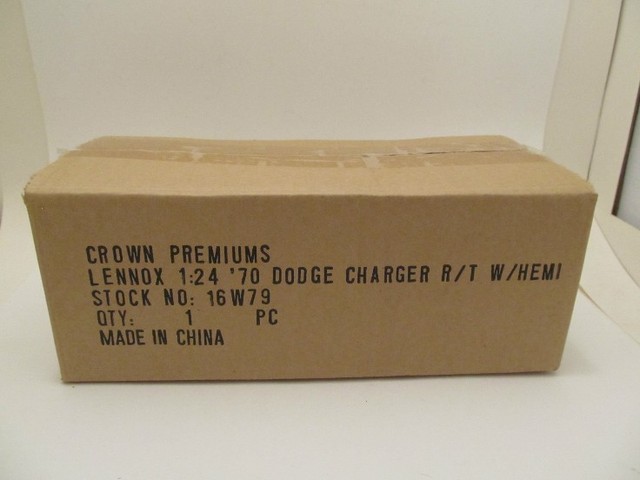 CROWN PREMIUMS
LENNOX 1:24 '70 DODGE CHARGER R/T W/HEMI
STOCK NO: 16W79
QTY: 1 PC
MADE IN CHINA